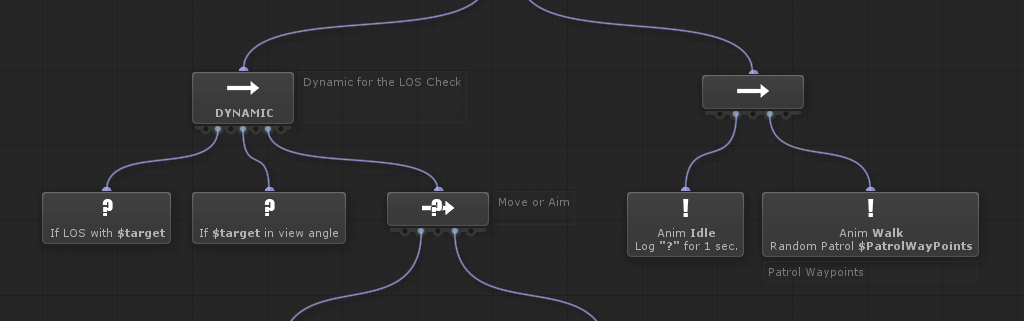 Dynamic for the LOS Check
DYNAMIC
?
If LOS with $target
?
If $target in view angle
?
Move or Aim
!
Anim Idle
Log "?" for 1 sec.
!
Anim Walk
Random Patrol $PatrolWayPoints
Patrol Waypoints